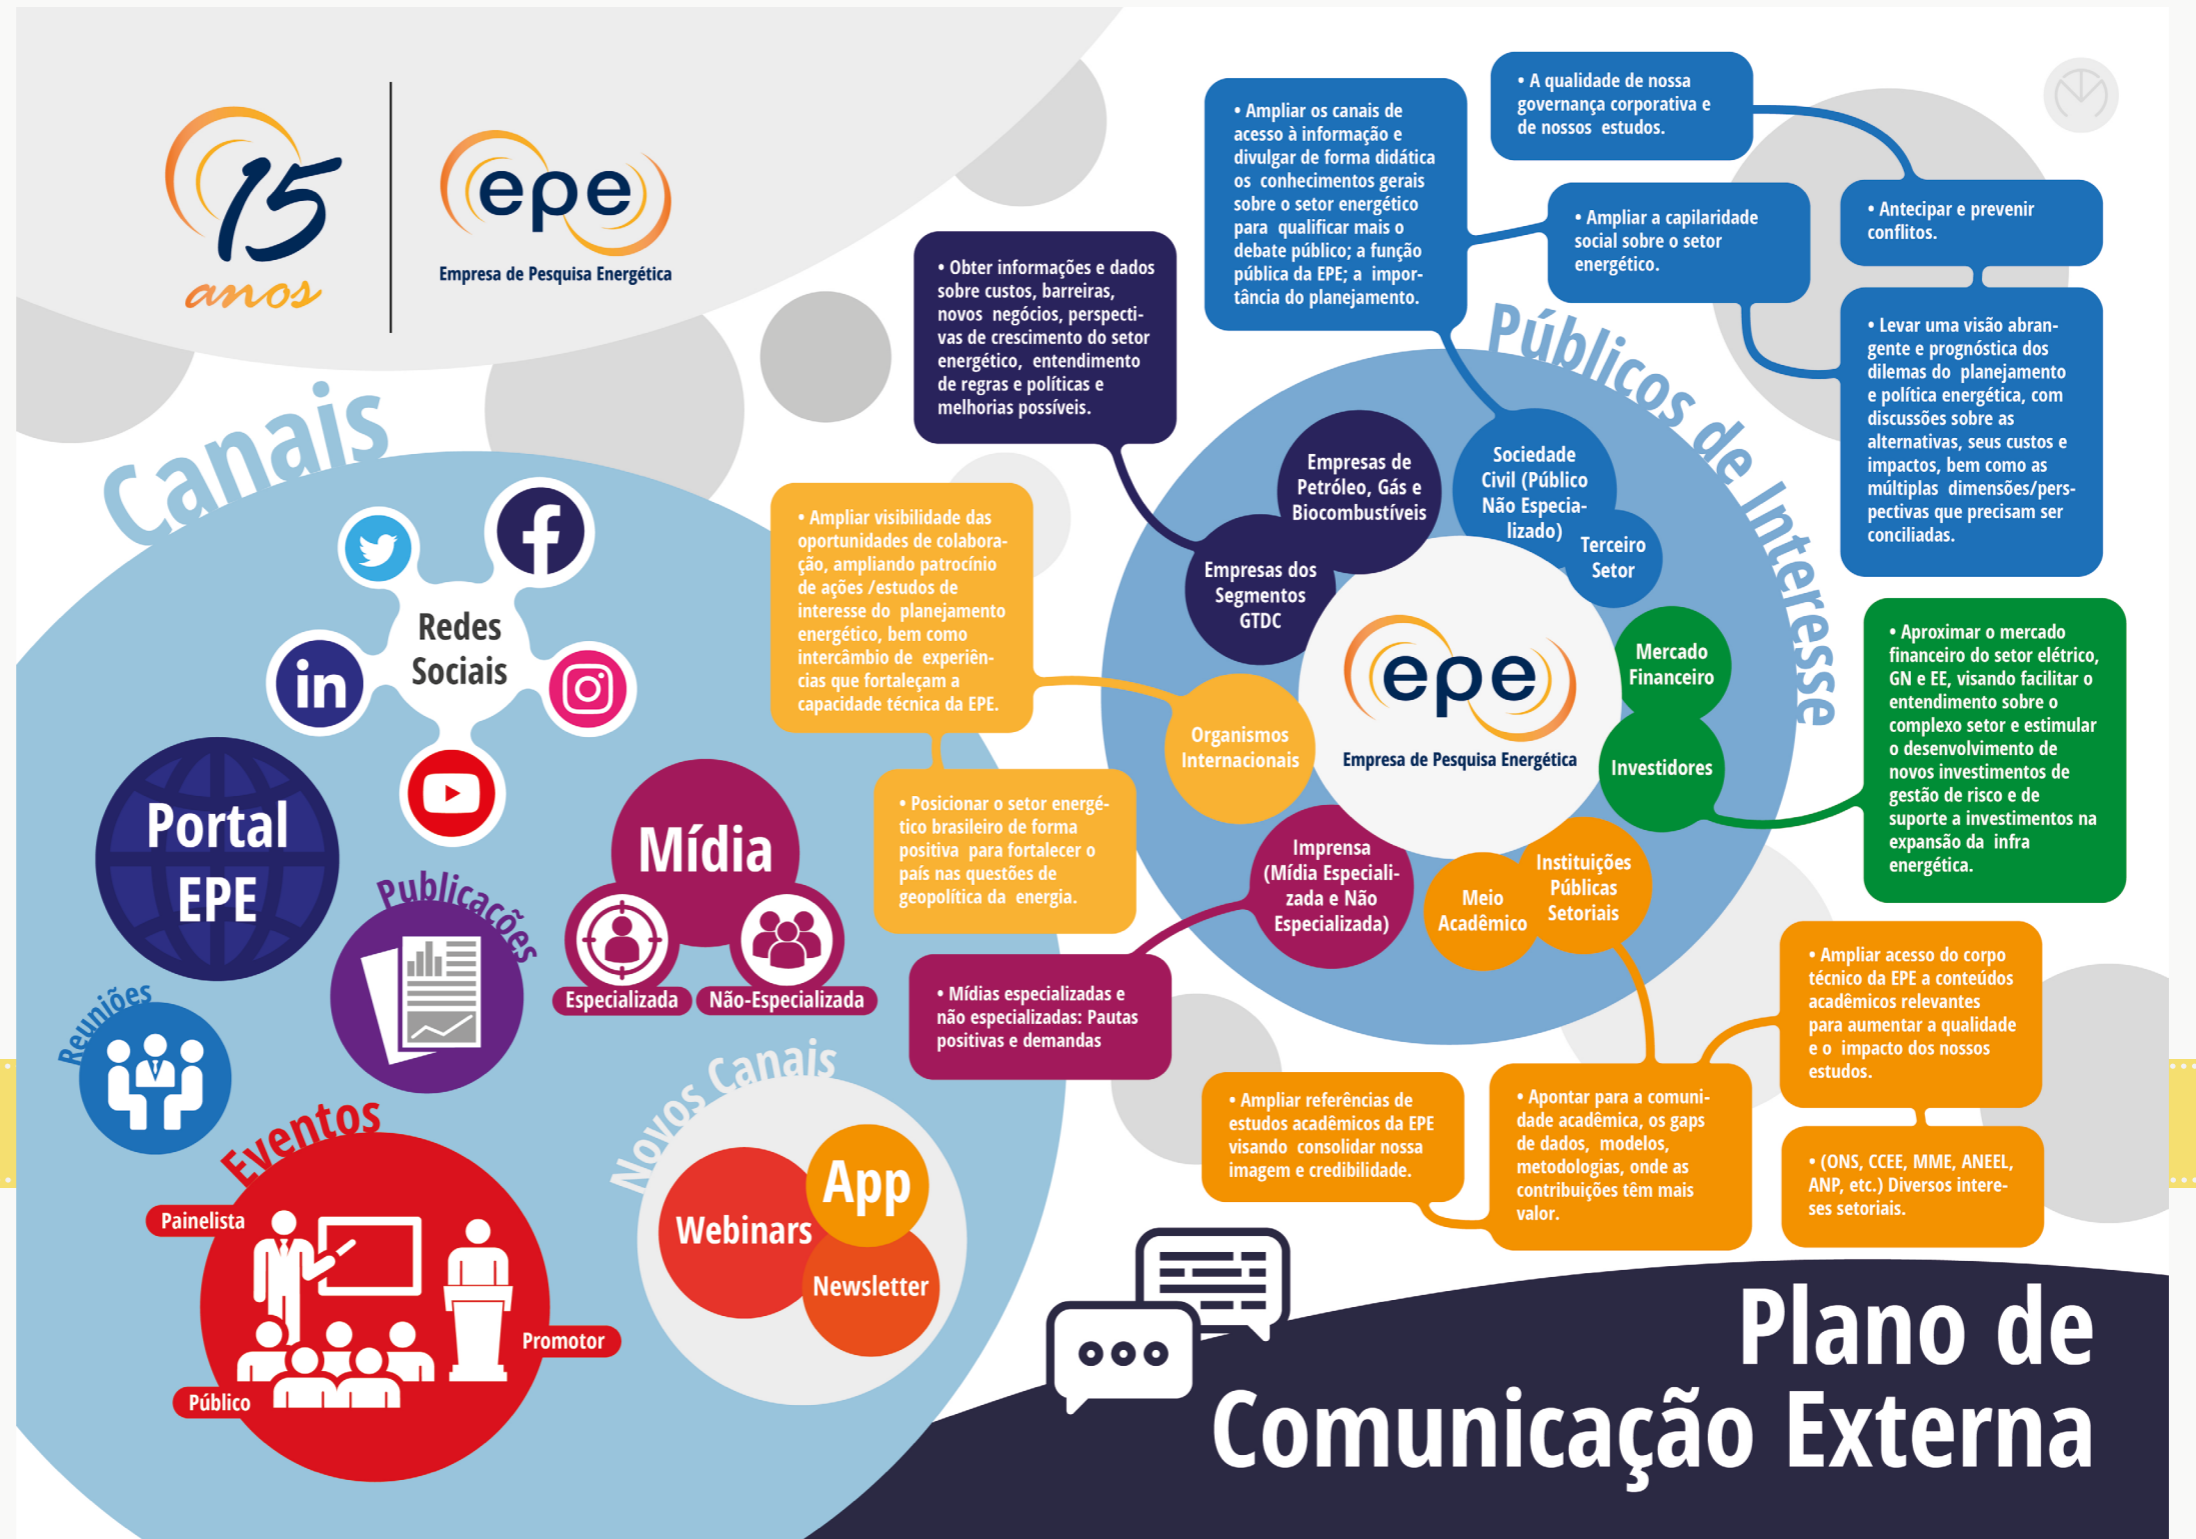 15
anos
epe
Empresa de Pesquisa Energética
Canais
Redes
Sociais
in
Portal
EPE
Publicações
Mídia
Especializada
Não-Especializada
Reuniões
Eventos
Painelista
Promotor
Público
Novos Canais
Webinars
App
Newsletter
• Obter informações e dados
sobre custos, barreiras,
novos negócios, perspecti-
vas de crescimento do setor
energético, entendimento
de regras e políticas e
melhorias possíveis.
• Ampliar os canais de
acesso à informação e
divulgar de forma didática
os conhecimentos gerais
sobre o setor energético
para qualificar mais o
debate público; a função
pública da EPE; a impor-
tância do planejamento.
• A qualidade de nossa
governança corporativa e
de nossos estudos.
• Ampliar a capilaridade
social sobre o setor
energético.
• Antecipar e prevenir
conflitos.
• Levar uma visão abran-
gente e prognóstica dos
dilemas do planejamento
e política energética, com
discussões sobre as
alternativas, seus custos e
impactos, bem como as
múltiplas dimensões/pers-
pectivas que precisam ser
conciliadas.
• Ampliar visibilidade das
oportunidades de colabora-
ção, ampliando patrocínio
de ações /estudos de
interesse do planejamento
energético, bem como
intercâmbio de experiên-
cias que fortaleçam a
capacidade técnica da EPE.
• Posicionar o setor energé-
tico brasileiro de forma
positiva para fortalecer o
país nas questões de
geopolítica da energia.
• Mídias especializadas e
não especializadas: Pautas
positivas e demandas
Públicos de Interesse
Empresas de
Petróleo, Gás e
Biocombustíveis
Sociedade
Civil (Público
Não Especia-
lizado)
Terceiro
Setor
Empresas dos
Segmentos
GTDC
Mercado
Financeiro
Organismos
Internacionais
epe
Empresa de Pesquisa Energética
Investidores
Imprensa
(Mídia Especiali-
zada e Não
Especializada)
Meio
Acadêmico
Instituições
Públicas
Setoriais
• Aproximar o mercado
financeiro do setor elétrico,
GN e EE, visando facilitar o
entendimento sobre o
complexo setor e estimular
o desenvolvimento de
novos investimentos de
gestão de risco e de
suporte a investimentos na
expansão da infra
energética.
• Ampliar acesso do corpo
técnico da EPE a conteúdos
acadêmicos relevantes
para aumentar a qualidade
e o impacto dos nossos
estudos.
• Ampliar referências de
estudos acadêmicos da EPE
visando consolidar nossa
imagem e credibilidade.
• Apontar para a comuni-
dade acadêmica, os gaps
de dados, modelos,
metodologias, onde as
contribuições têm mais
valor.
• (ONS, CCEE, MME, ANEEL,
ANP, etc.) Diversos intere-
ses setoriais.
Plano de
Comunicação Externa